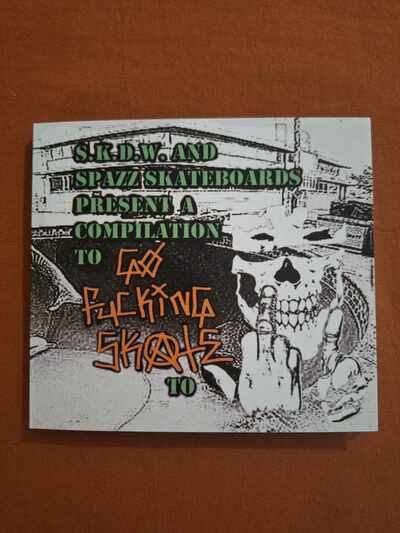 S.K.D.W. AND
SPAZZ SKATEBOARDS
PRESENT A
COMPILATION
TO GO
FUCKING
SKATE
TO